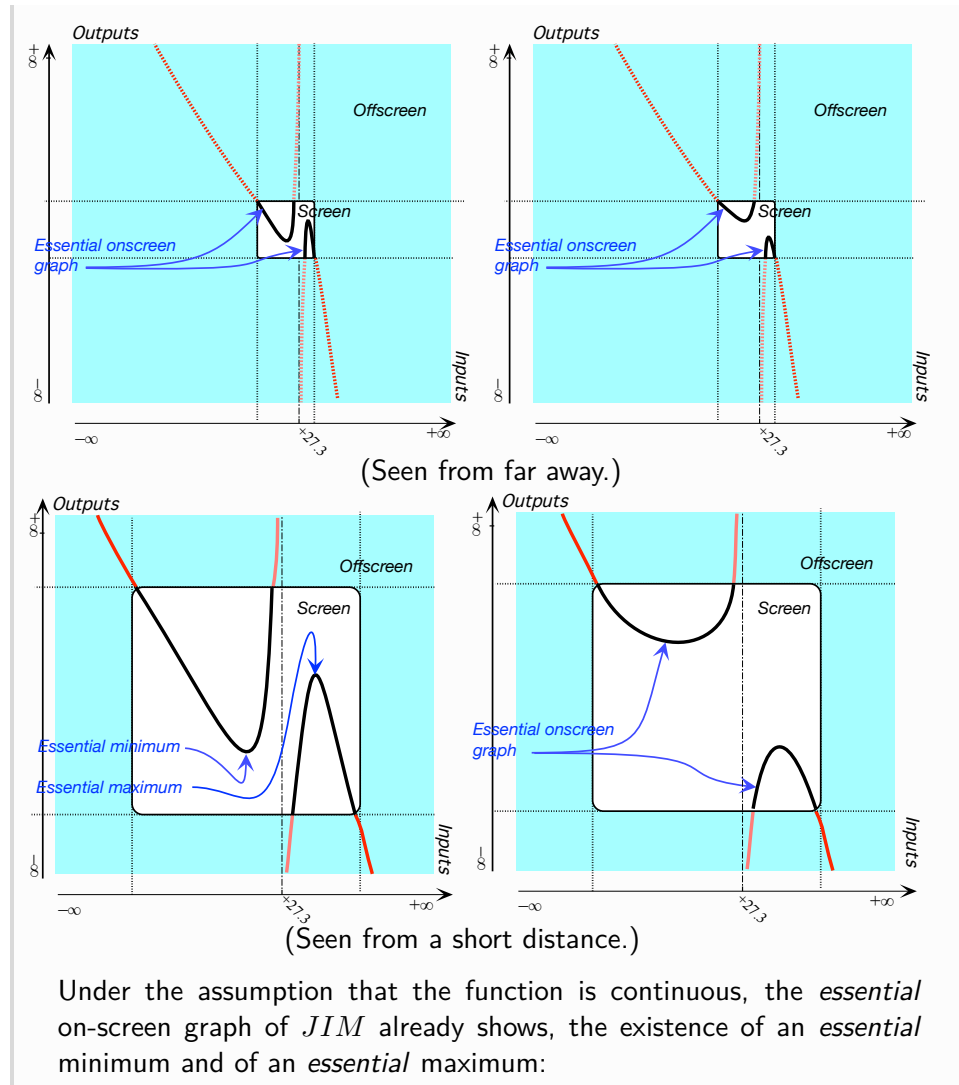 Outputs
+∞
Offscreen
Screen
Essential onscreen
graph
Inputs
−∞
−∞
+27.3
+∞
Outputs
+∞
Offscreen
Screen
Essential onscreen
graph
Inputs
−∞
−∞
+27.3
+∞
(Seen from far away.)
Outputs
+∞
Offscreen
Screen
Essential minimum
Essential maximum
Inputs
−∞
−∞
+27.3
+∞
Outputs
+∞
Offscreen
Screen
Essential onscreen
graph
Inputs
−∞
−∞
+27.3
+∞
(Seen from a short distance.)
Under the assumption that the function is continuous, the essential
on-screen graph of JIM already shows, the existence of an essential
minimum and of an essential maximum: